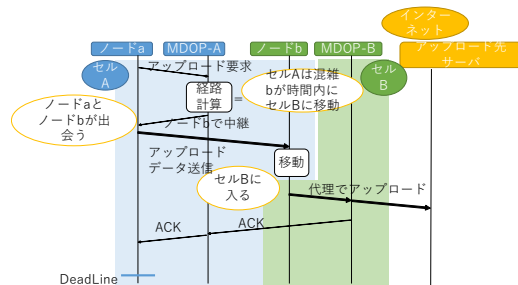 インター
ネット
ノードa
MDOP-A
ノードb
MDOP-B
アップロード先
サーバ
セル
A
アップロード要求
経路
計算
=
セルAは混雑
bが時間内に
セルBに移動
セル
B
ノードaと
ノードbが出
会う
ノードbで中継
アップロード
データ送信
移動
セルBに
入る
代理でアップロード
ACK
ACK
DeadLine